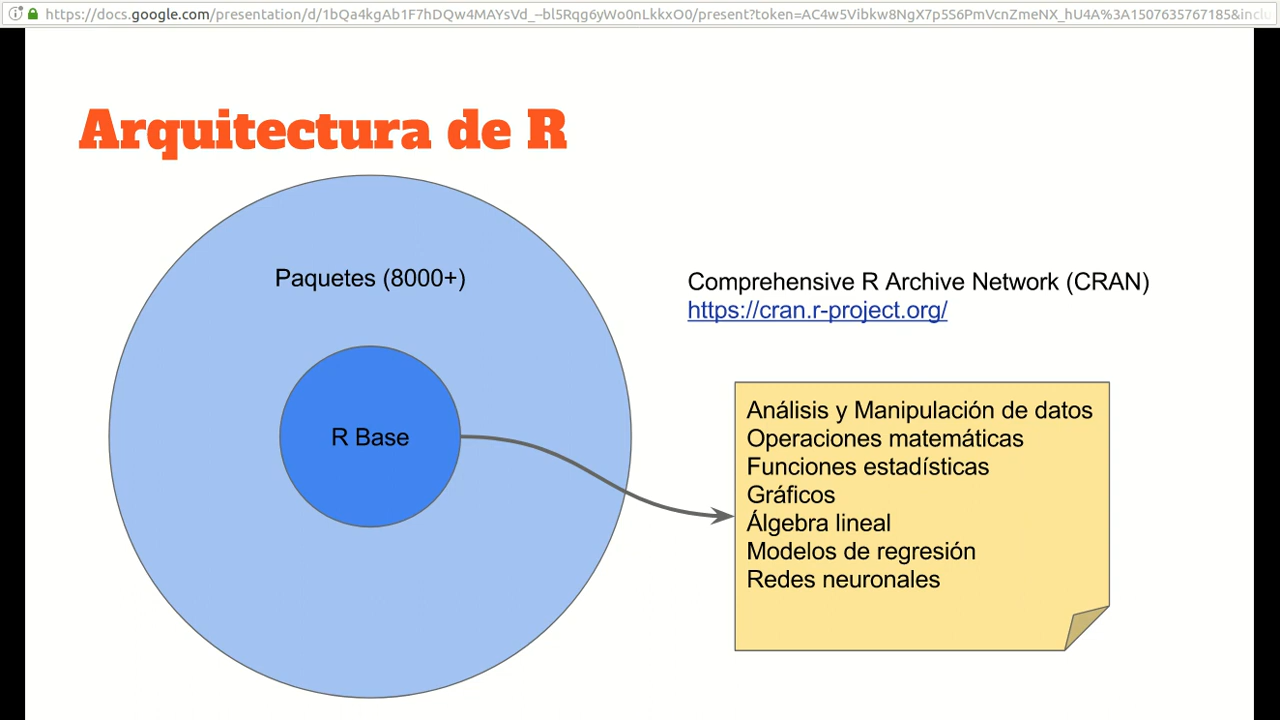 https://docs.google.com/presentation/d/1bQa4kgAb1F7hDQw4MAYsVd_--bl5Rqg6yWo0nLkkxO0/present?token=AC4w5Vibkw8NgX7p5S6PmVcnZmeNX_hU4A%3A1507635767185&inclu
Arquitectura de R
Paquetes (8000+)
Comprehensive R Archive Network (CRAN)
https://cran.r-project.org/
R Base
Análisis y Manipulación de datos
Operaciones matemáticas
Funciones estadísticas
Gráficos
Álgebra lineal
Modelos de regresión
Redes neuronales